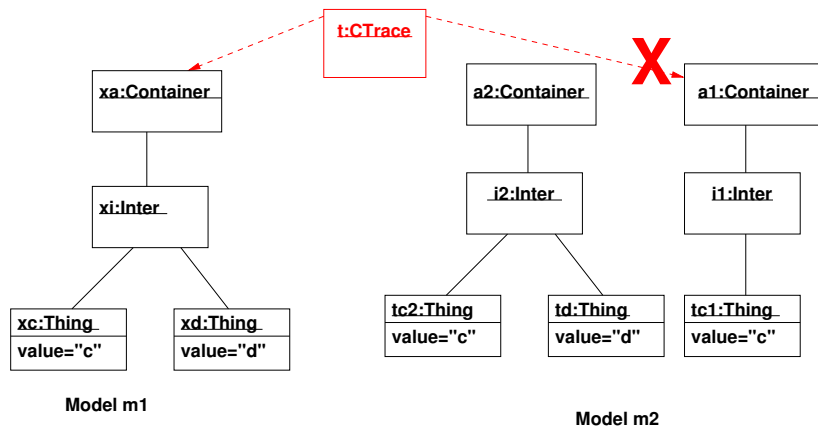 t:CTrace
X
xa:Container
a2:Container
a1:Container
xi:Inter
i2:Inter
i1:Inter
xc:Thing
value="c"
xd:Thing
value="d"
tc2:Thing
value="c"
td:Thing
value="d"
tc1:Thing
value="c"
Model m1
Model m2